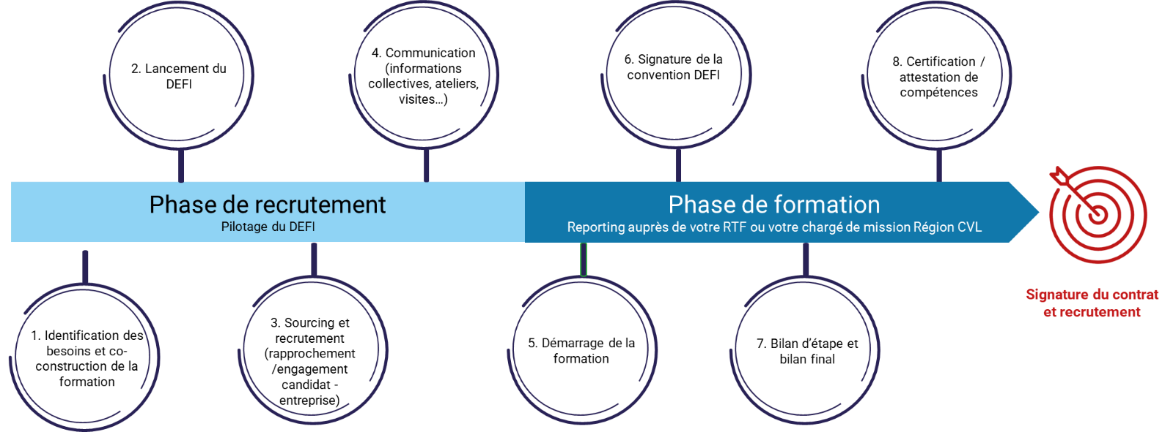 2. Lancement du
DEFI
4. Communication
(informations
collectives, ateliers,
visites…)
6. Signature de la
convention DEFI
8. Certification /
attestation de
compétences
Phase de recrutement
Pilotage du DEFI
Phase de formation
Reporting auprès de votre RTF ou votre chargé de mission Région CVL
1. Identification des
besoins et co-
construction de la
formation
3. Sourcing et
recrutement
(rapprochement
/engagement
candidat -
entreprise)
5. Démarrage de la
formation
7. Bilan d’étape et
bilan final
Signature du contrat
et recrutement